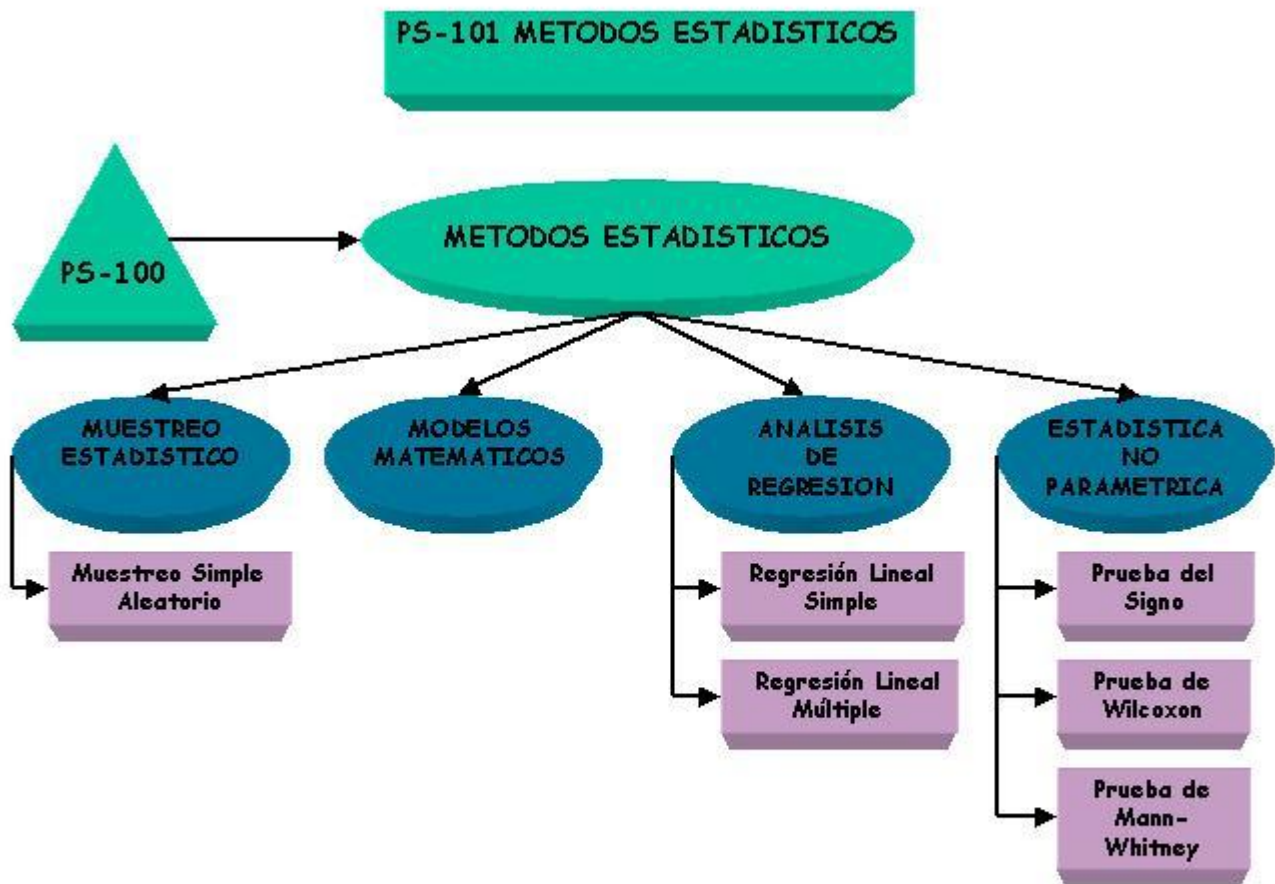 PS-101 METODOS ESTADISTICOS
PS-100
METODOS ESTADISTICOS
MUESTREO
ESTADISTICO
MODELOS
MATEMATICOS
ANALISIS
DE
REGRESION
ESTADISTICA
NO
PARAMETRICA
Muestreo Simple
Aleatorio
Regresión Lineal
Simple
Regresión Lineal
Múltiple
Prueba del
Signo
Prueba de
Wilcoxon
Prueba de
Mann-
Whitney